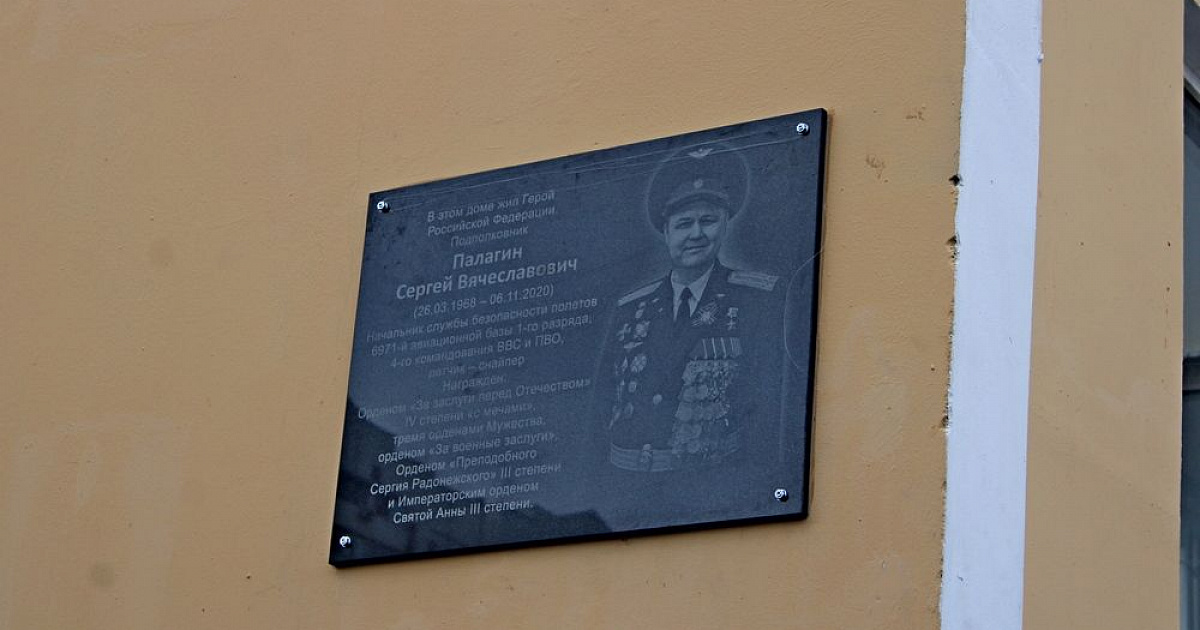 В этом доме жил Герой
Российской Федерации
Подполковник
Палагин
Сергей Вячеславович
(26.03.1968 – 06.11.2020)
Начальник службы безопасности полетов
6971-й авиационной базы 1-го разряда,
4-го командования ВВС и ПВО,
летчик – снайпер
Награжден:
Орденом «За заслуги перед Отечеством»
IV степени «с мечами»,
тремя орденами Мужества,
орденом «За военные заслуги»,
Орденом «Преподобного
Сергия Радонежского» III степени
и Императорским орденом
Святой Анны III степени.